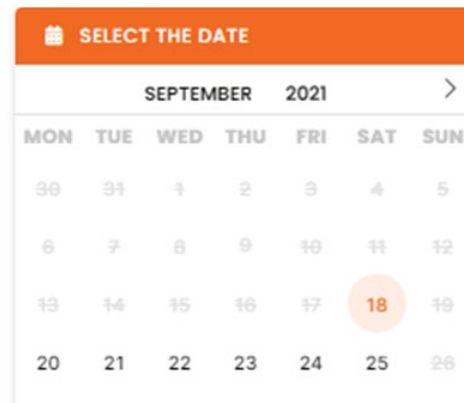 SELECT THE DATE
SEPTEMBER 2021
MON TUE WED THU FRI SAT SUN
30 31 1 2 3 4 5
6 7 8 9 10 11 12
13 14 15 16 17 18 19
20 21 22 23 24 25 26